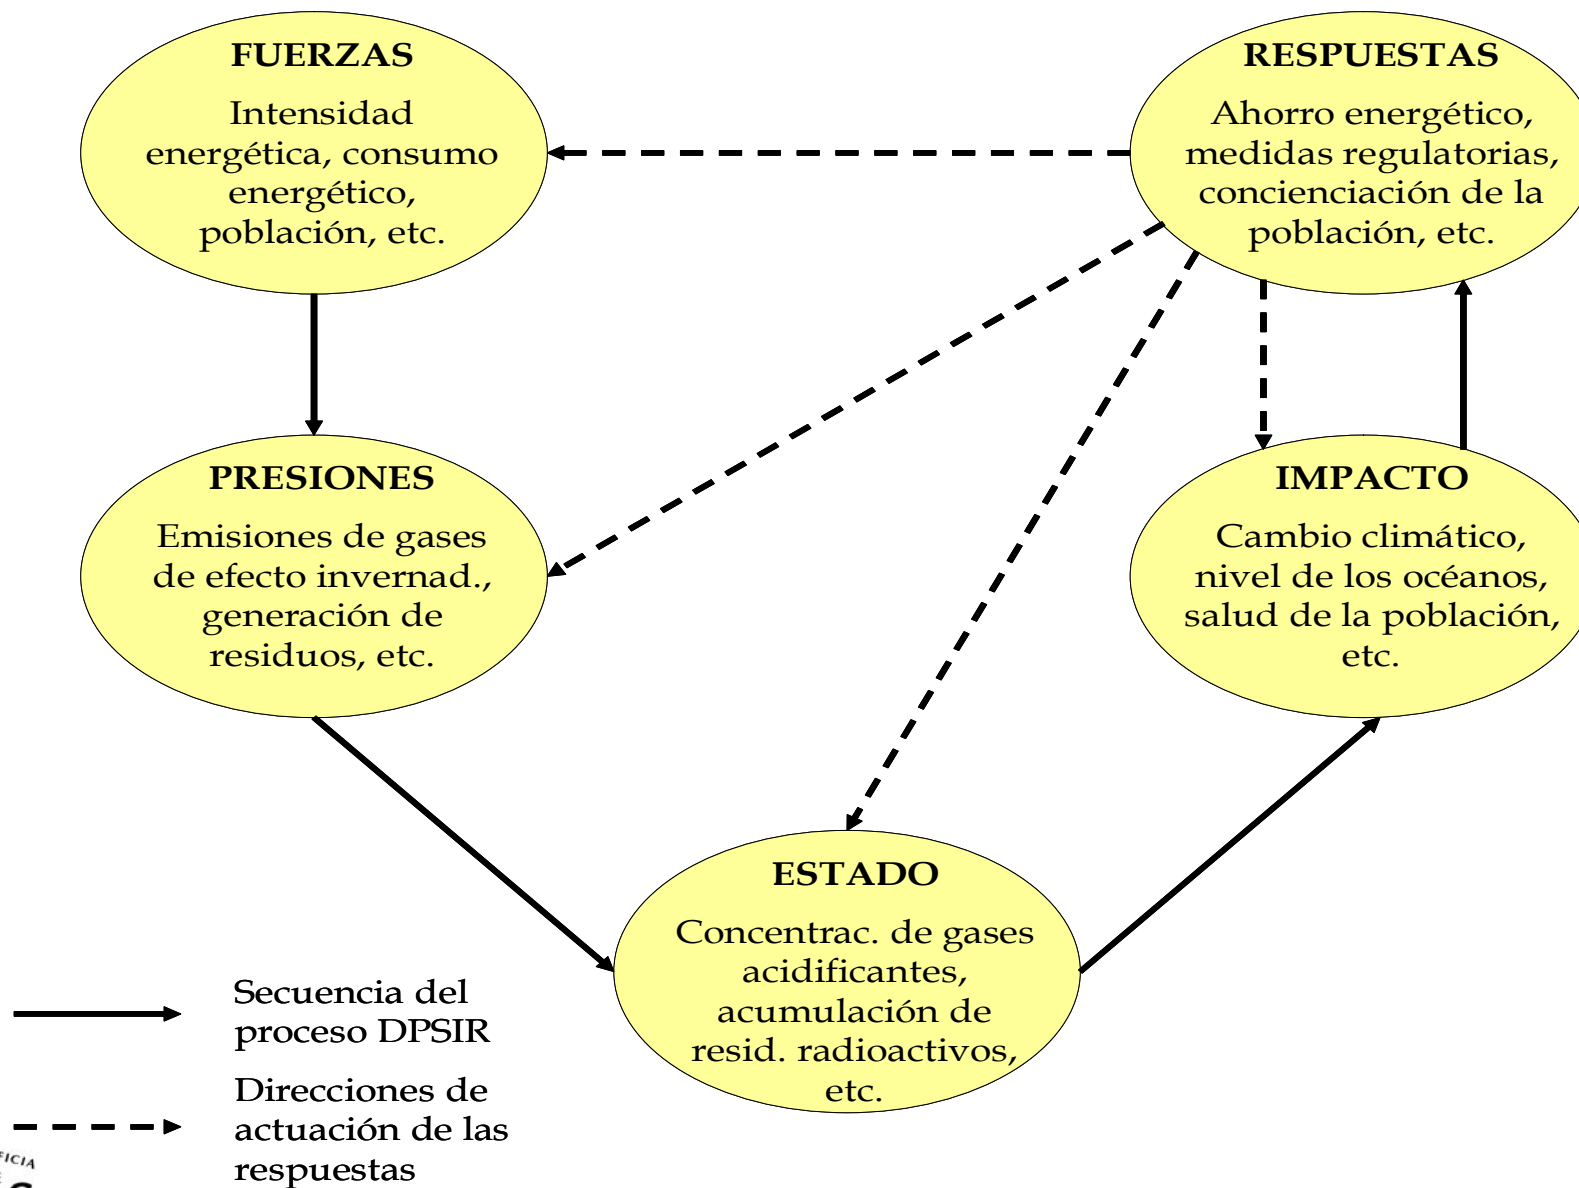 FUERZAS
Intensidad
energética, consumo
energético,
población, etc.
RESPUESTAS
Ahorro energético,
medidas regulatorias,
concienciación de la
población, etc.
PRESIONES
Emisiones de gases
de efecto invernad.,
generación de
residuos, etc.
IMPACTO
Cambio climático,
nivel de los océanos,
salud de la población,
etc.
ESTADO
Concentrac. de gases
acidificantes,
acumulación de
resid. radioactivos,
etc.
Secuencia del
proceso DPSIR
Direcciones de
actuación de las
respuestas